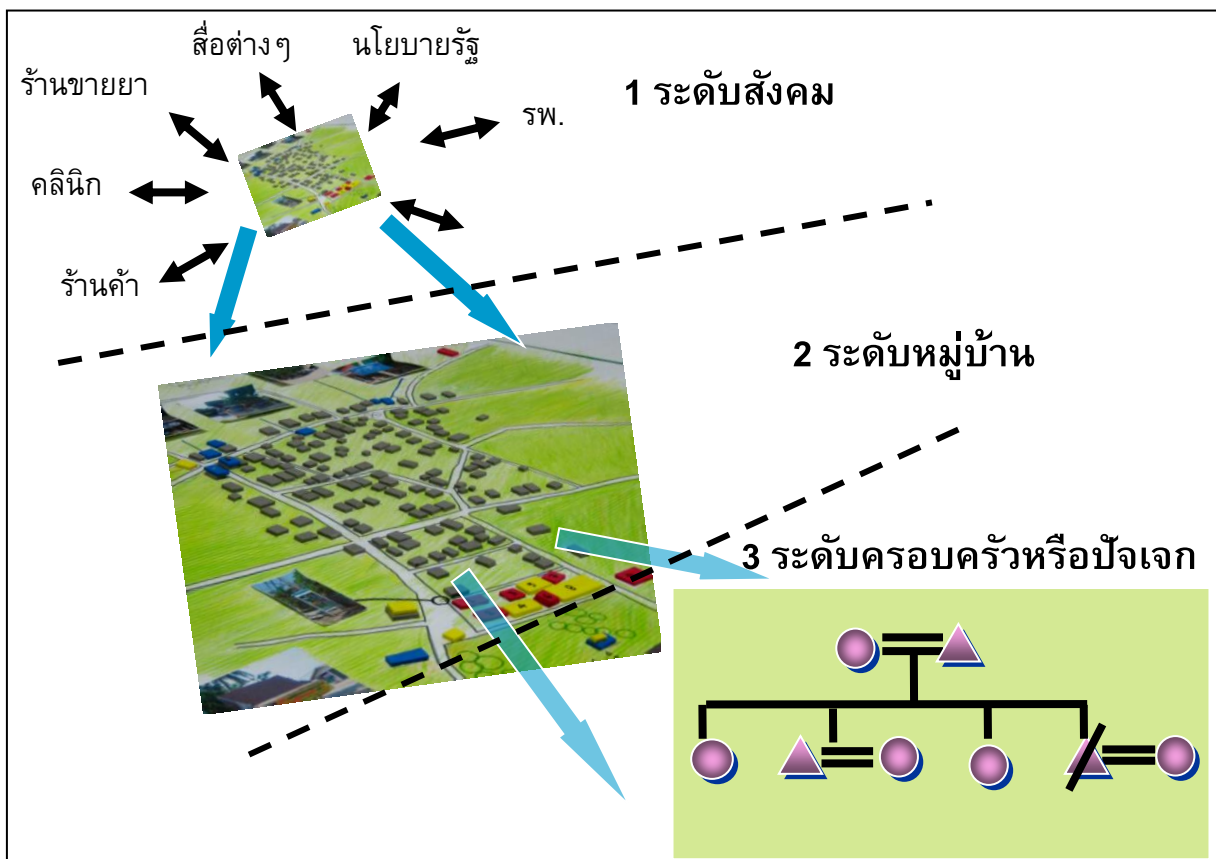 สื่อต่างๆ
นโยบายรัฐ
ร้านขายยา
1 ระดับสังคม
รพ.
คลินิก
ร้านค้า
2 ระดับหมู่บ้าน
3 ระดับครอบครัวหรือปัจเจก